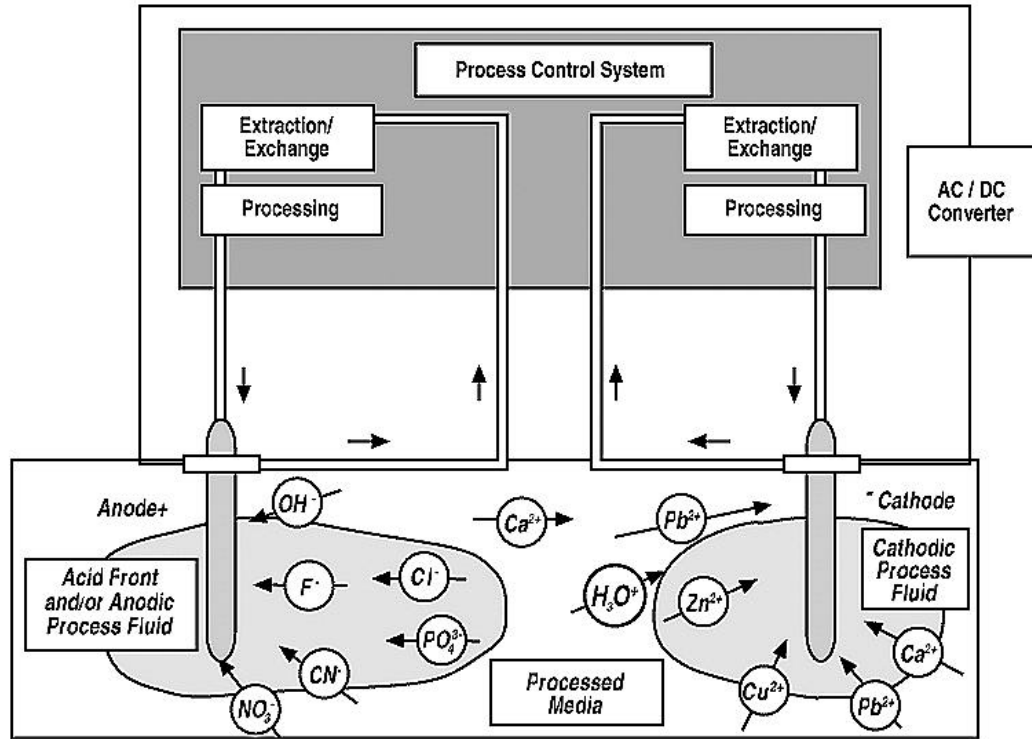 Process Control System
Extraction/
Exchange
Extraction/
Exchange
Processing
Processing
AC / DC
Converter
Anode+
OH⁻
Ca²⁺
Pb²⁺
⁻ Cathode
Acid Front
and/or Anodic
Process Fluid
F⁻
Cl⁻
H₃O⁺
Zn²⁺
Cathodic
Process
Fluid
PO₄³⁻
CN⁻
NO₃⁻
Processed
Media
Cu²⁺
Pb²⁺
Ca²⁺